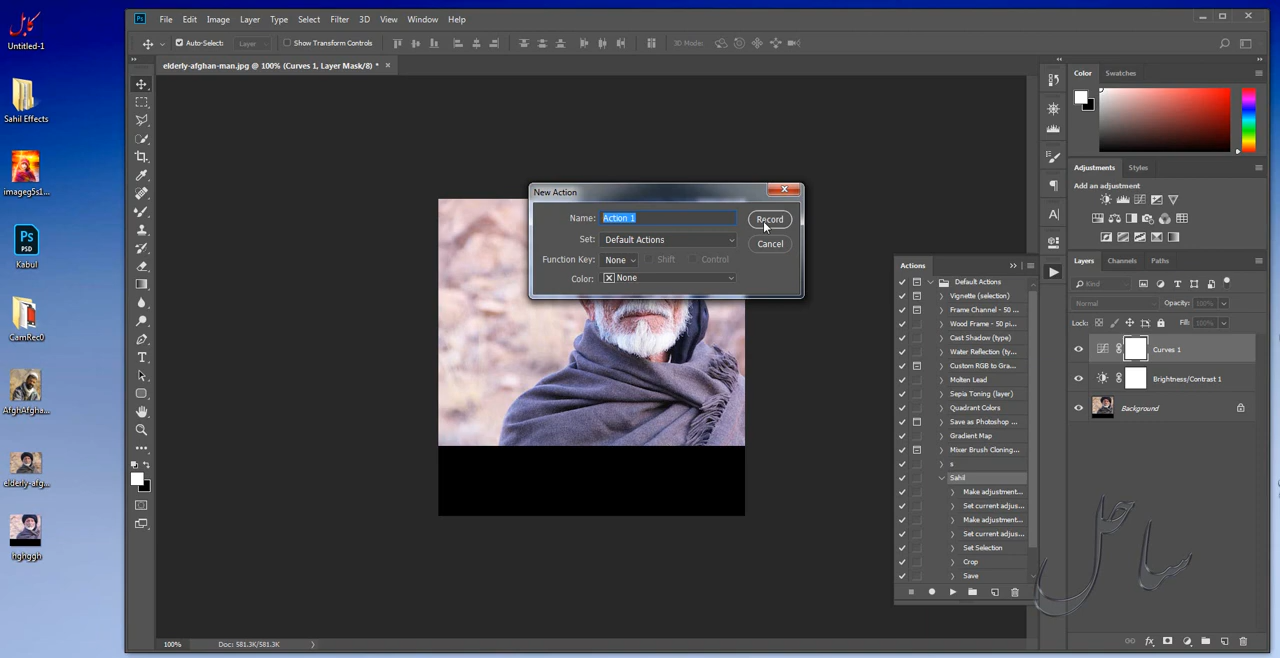 کابل
Untitled-1
Sahil Effects
imageg5s1...
Kabul
CamRec0
AfghAfgha...
elderly-afg...
hghggh
Ps
File Edit Image Layer Type Select Filter 3D View Window Help
Auto-Select: Layer Show Transform Controls 3D Mode:
elderly-afghan-man.jpg @ 100% (Curves 1, Layer Mask/8) *
New Action
Name: Action 1
Record
Set: Default Actions
Cancel
Function Key: None Shift Control
Color: None
Actions
Default Actions
Vignette (selection)
Frame Channel - 50 ...
Wood Frame - 50 pi...
Cast Shadow (type)
Water Reflection (ty...
Custom RGB to Gra...
Molten Lead
Sepia Toning (layer)
Quadrant Colors
Save as Photoshop ...
Gradient Map
Mixer Brush Cloning...
s
Sahil
Make adjustment...
Set current adjus...
Make adjustment...
Set current adjus...
Set Selection
Crop
Save
Color Swatches
Adjustments Styles
Add an adjustment
Layers Channels Paths
Kind
Normal Opacity: 100%
Lock: Fill: 100%
Curves 1
Brightness/Contrast 1
Background
ساحل
100% Doc: 581.3K/581.3K